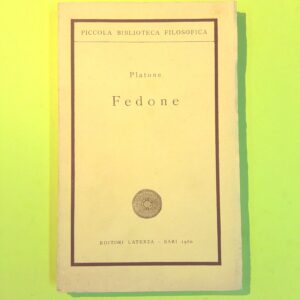 PICCOLA BIBLIOTECA FILOSOFICA
Platone
Fedone
EDITORI LATERZA - BARI